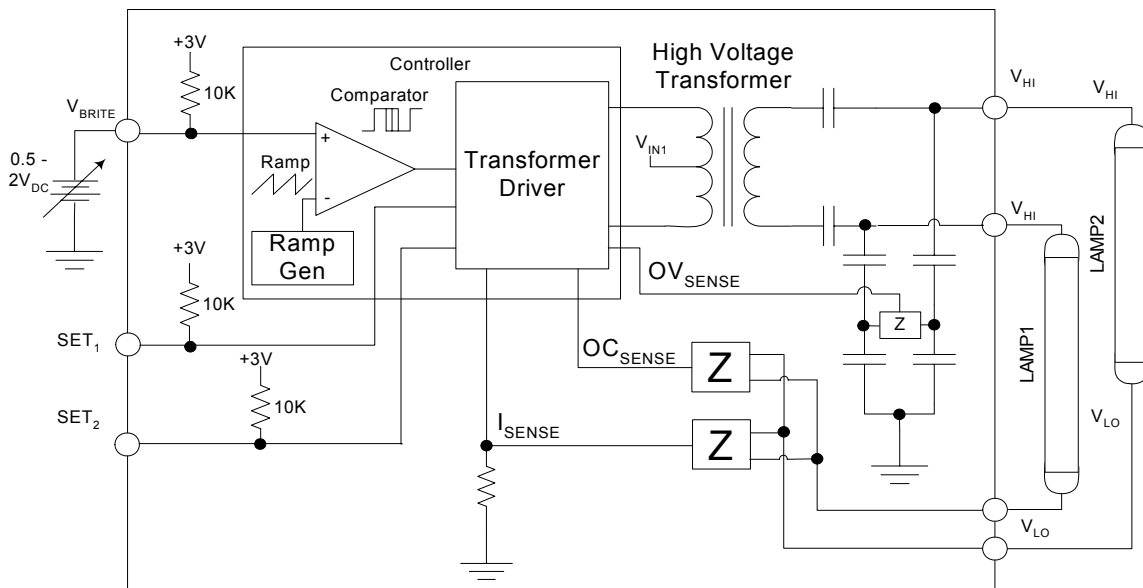 +3V
10K
V_BRITE
0.5 -
2V_DC
Controller
Comparator
+
-
Ramp
Ramp
Gen
Transformer
Driver
High Voltage
Transformer
V_IN1
V_HI
V_HI
V_HI
LAMP2
LAMP1
+3V
10K
SET_1
+3V
10K
SET_2
OV_SENSE
Z
OC_SENSE
Z
I_SENSE
Z
V_LO
V_LO